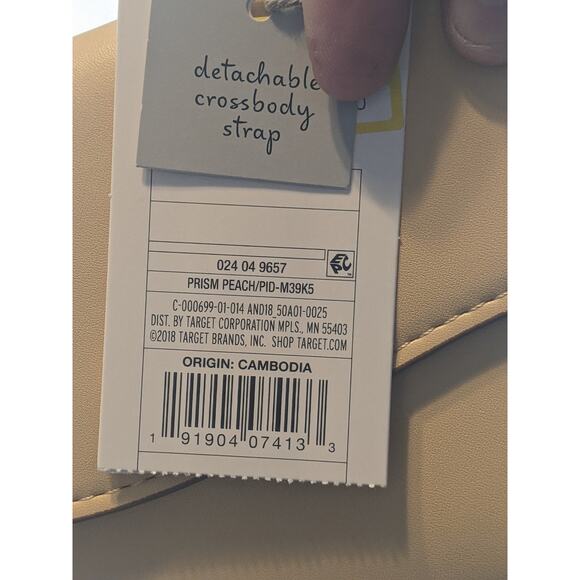 detachable
crossbody
strap
024 04 9657
EPC
PRISM PEACH/PID-M39K5
C-000699-01-014 AND18_50A01-0025
DIST. BY TARGET CORPORATION MPLS., MN 55403
©2018 TARGET BRANDS, INC. SHOP TARGET.COM
ORIGIN: CAMBODIA
1 91904 07413 3